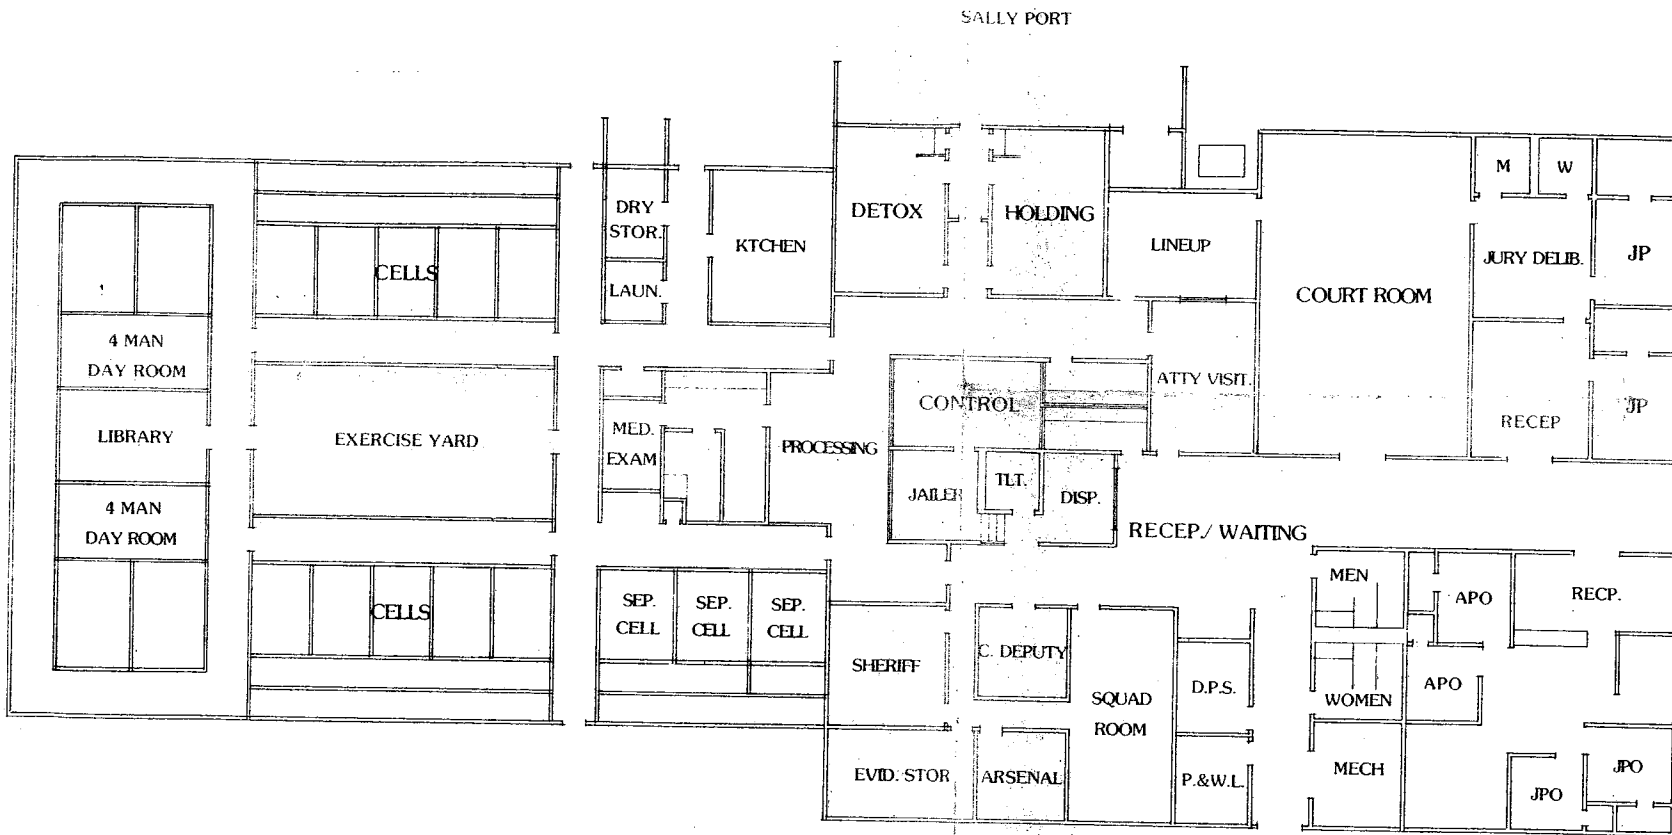 SALLY PORT
M
W
DRY
STOR.
DETOX
HOLDING
LINEUP
KTCHEN
JURY DELIB.
JP
CELLS
LAUN.
COURT ROOM
4 MAN
DAY ROOM
ATTY VISIT.
CONTROL
JP
RECEP
LIBRARY
EXERCISE YARD
MED.
EXAM
PROCESSING
TLT.
JAILER
DISP.
4 MAN
DAY ROOM
RECEP./ WAITING
MEN
APO
RECP.
SEP.
CELL
SEP.
CELL
SEP.
CELL
CELLS
SHERIFF
C. DEPUTY
D.P.S.
APO
SQUAD
ROOM
WOMEN
EVID. STOR
ARSENAL
P.&W.L.
MECH
JPO
JPO